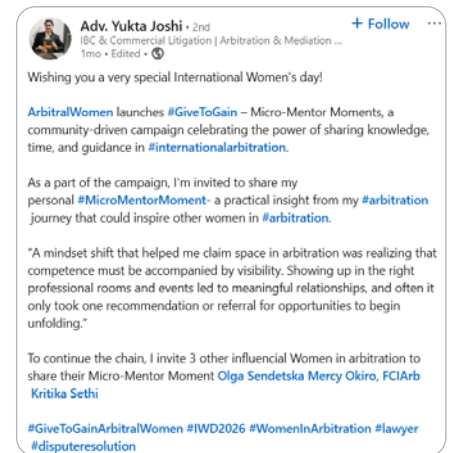 Adv. Yukta Joshi • 2nd
+ Follow ...
IBC & Commercial Litigation | Arbitration & Mediation ...
1mo • Edited •
Wishing you a very special International Women's day!
ArbitralWomen launches #GiveToGain – Micro-Mentor Moments, a
community-driven campaign celebrating the power of sharing knowledge,
time, and guidance in #internationalarbitration.
As a part of the campaign, I'm invited to share my
personal #MicroMentorMoment- a practical insight from my #arbitration
journey that could inspire other women in #arbitration.
"A mindset shift that helped me claim space in arbitration was realizing that
competence must be accompanied by visibility. Showing up in the right
professional rooms and events led to meaningful relationships, and often it
only took one recommendation or referral for opportunities to begin
unfolding."
To continue the chain, I invite 3 other influential Women in arbitration to
share their Micro-Mentor Moment Olga Sendetska Mercy Okiro, FCIArb
Kritika Sethi
#GiveToGainArbitralWomen #IWD2026 #WomenInArbitration #lawyer
#disputeresolution